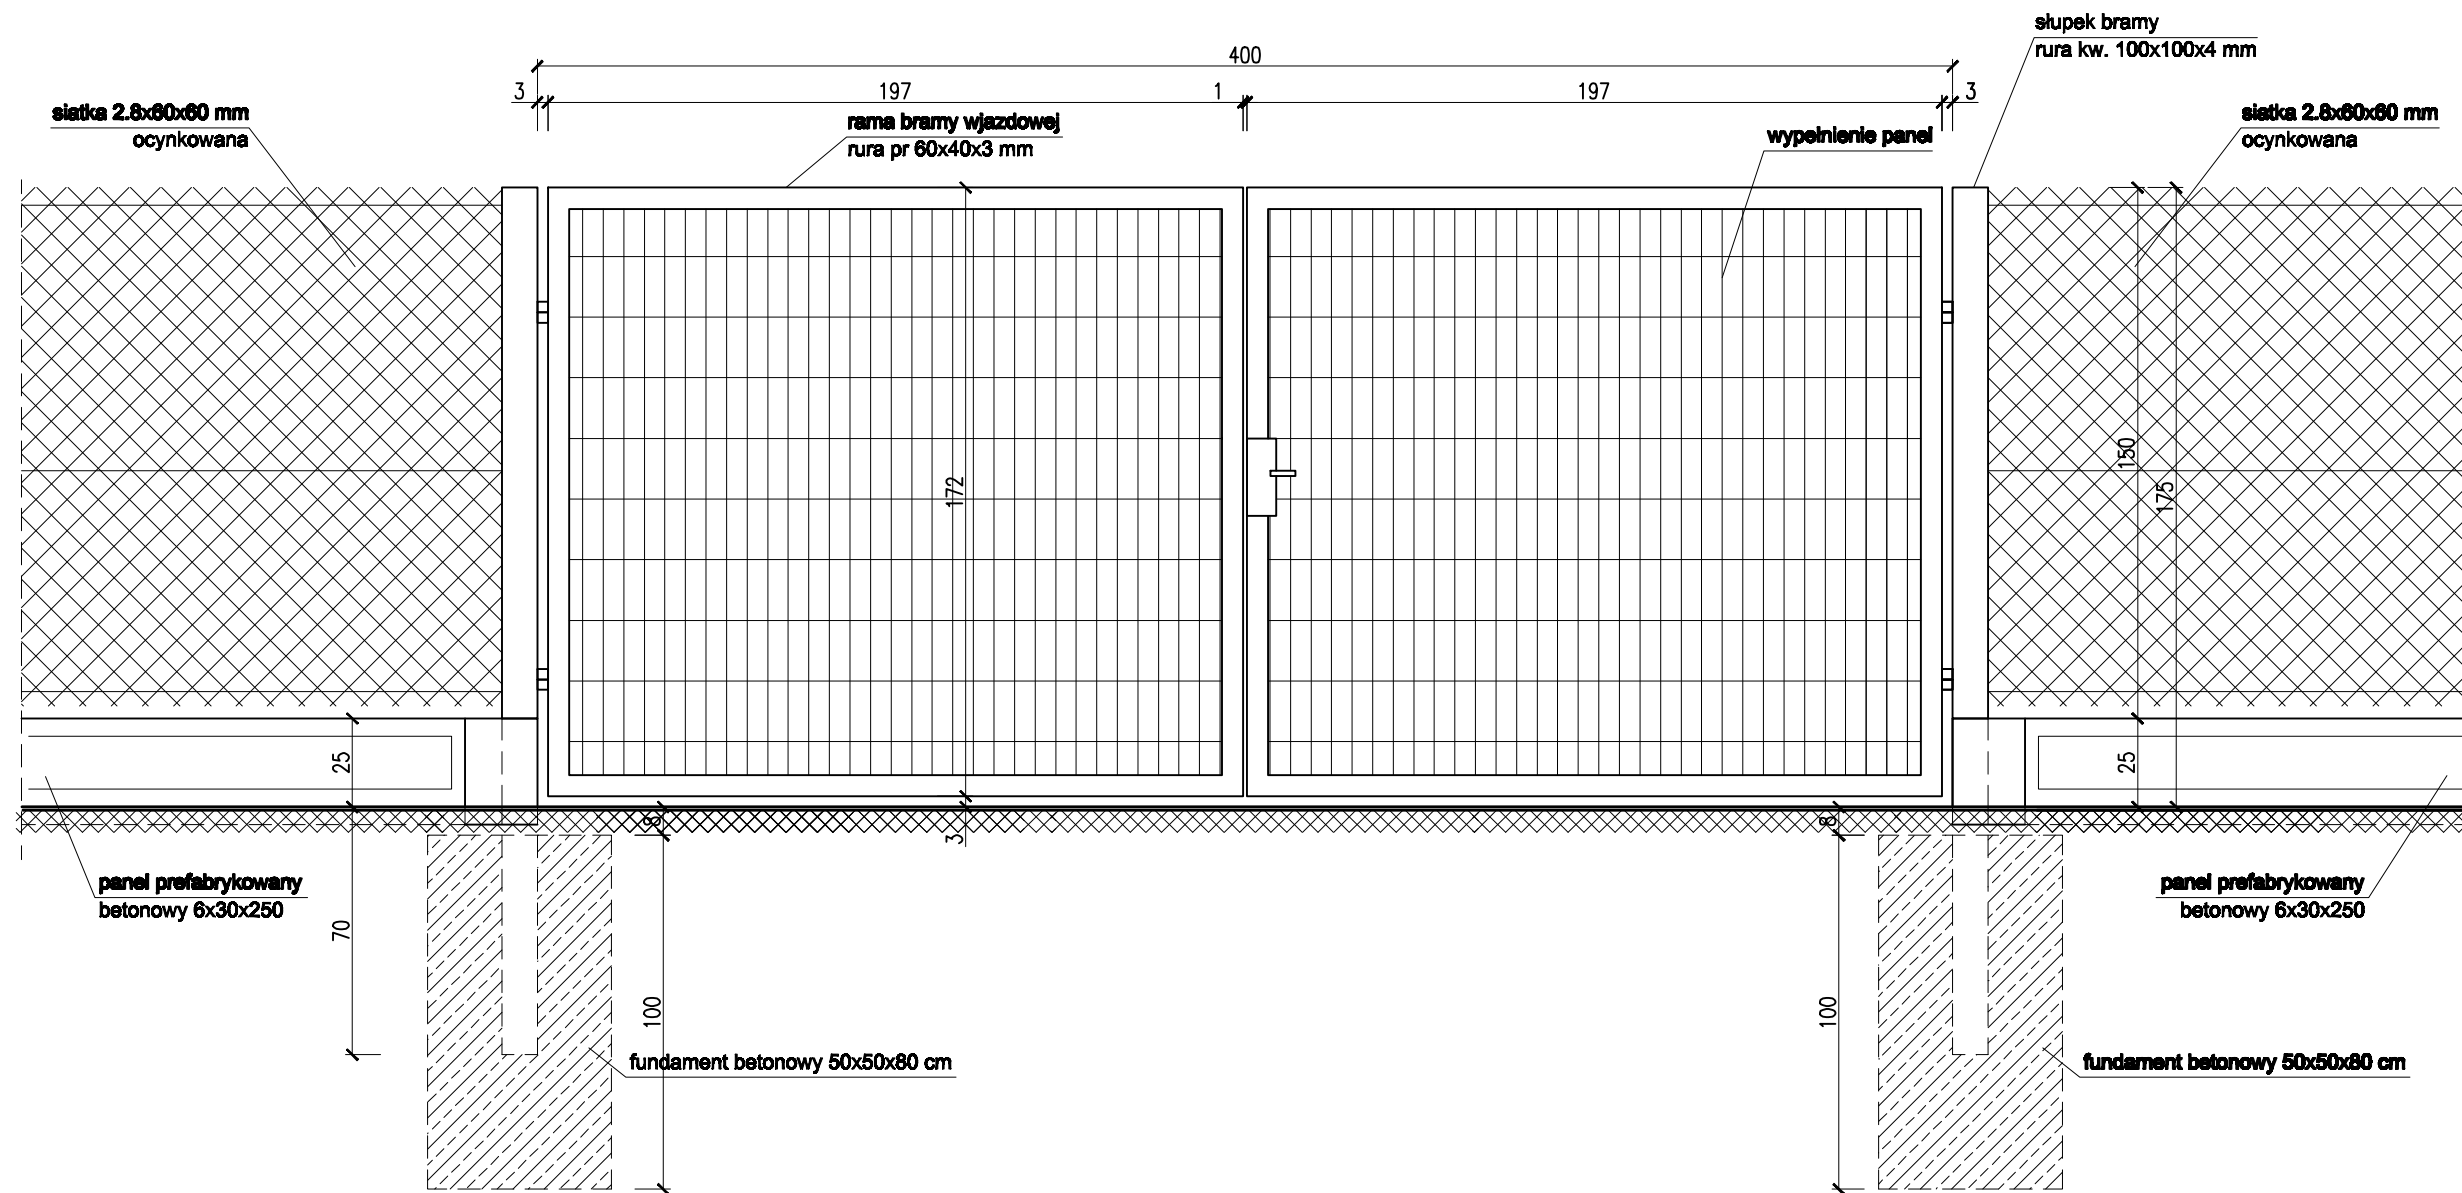 słupek bramy
rura kw. 100x100x4 mm
400
3
197
1
197
3
siatka 2.8x60x60 mm
ocynkowana
rama bramy wjazdowej
rura pr 60x40x3 mm
wypełnienie panel
siatka 2.8x60x60 mm
ocynkowana
172
150
175
25
25
8
3
8
panel prefabrykowany
betonowy 6x30x250
70
100
fundament betonowy 50x50x80 cm
100
panel prefabrykowany
betonowy 6x30x250
fundament betonowy 50x50x80 cm